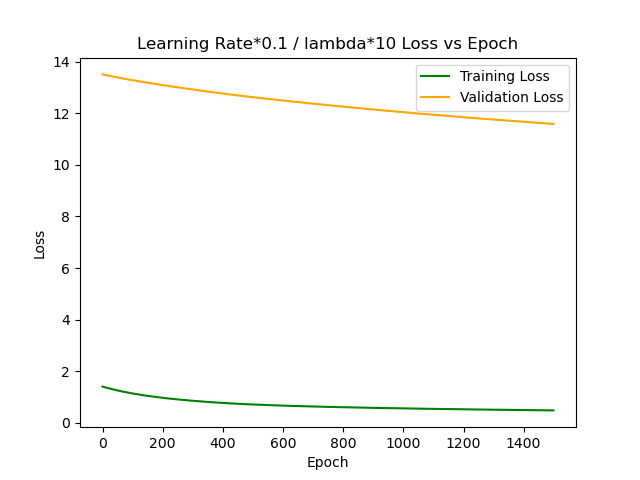 Learning Rate*0.1 / lambda*10 Loss vs Epoch
Training Loss
Validation Loss
14
12
10
8
6
4
2
0
Loss
0 200 400 600 800 1000 1200 1400
Epoch